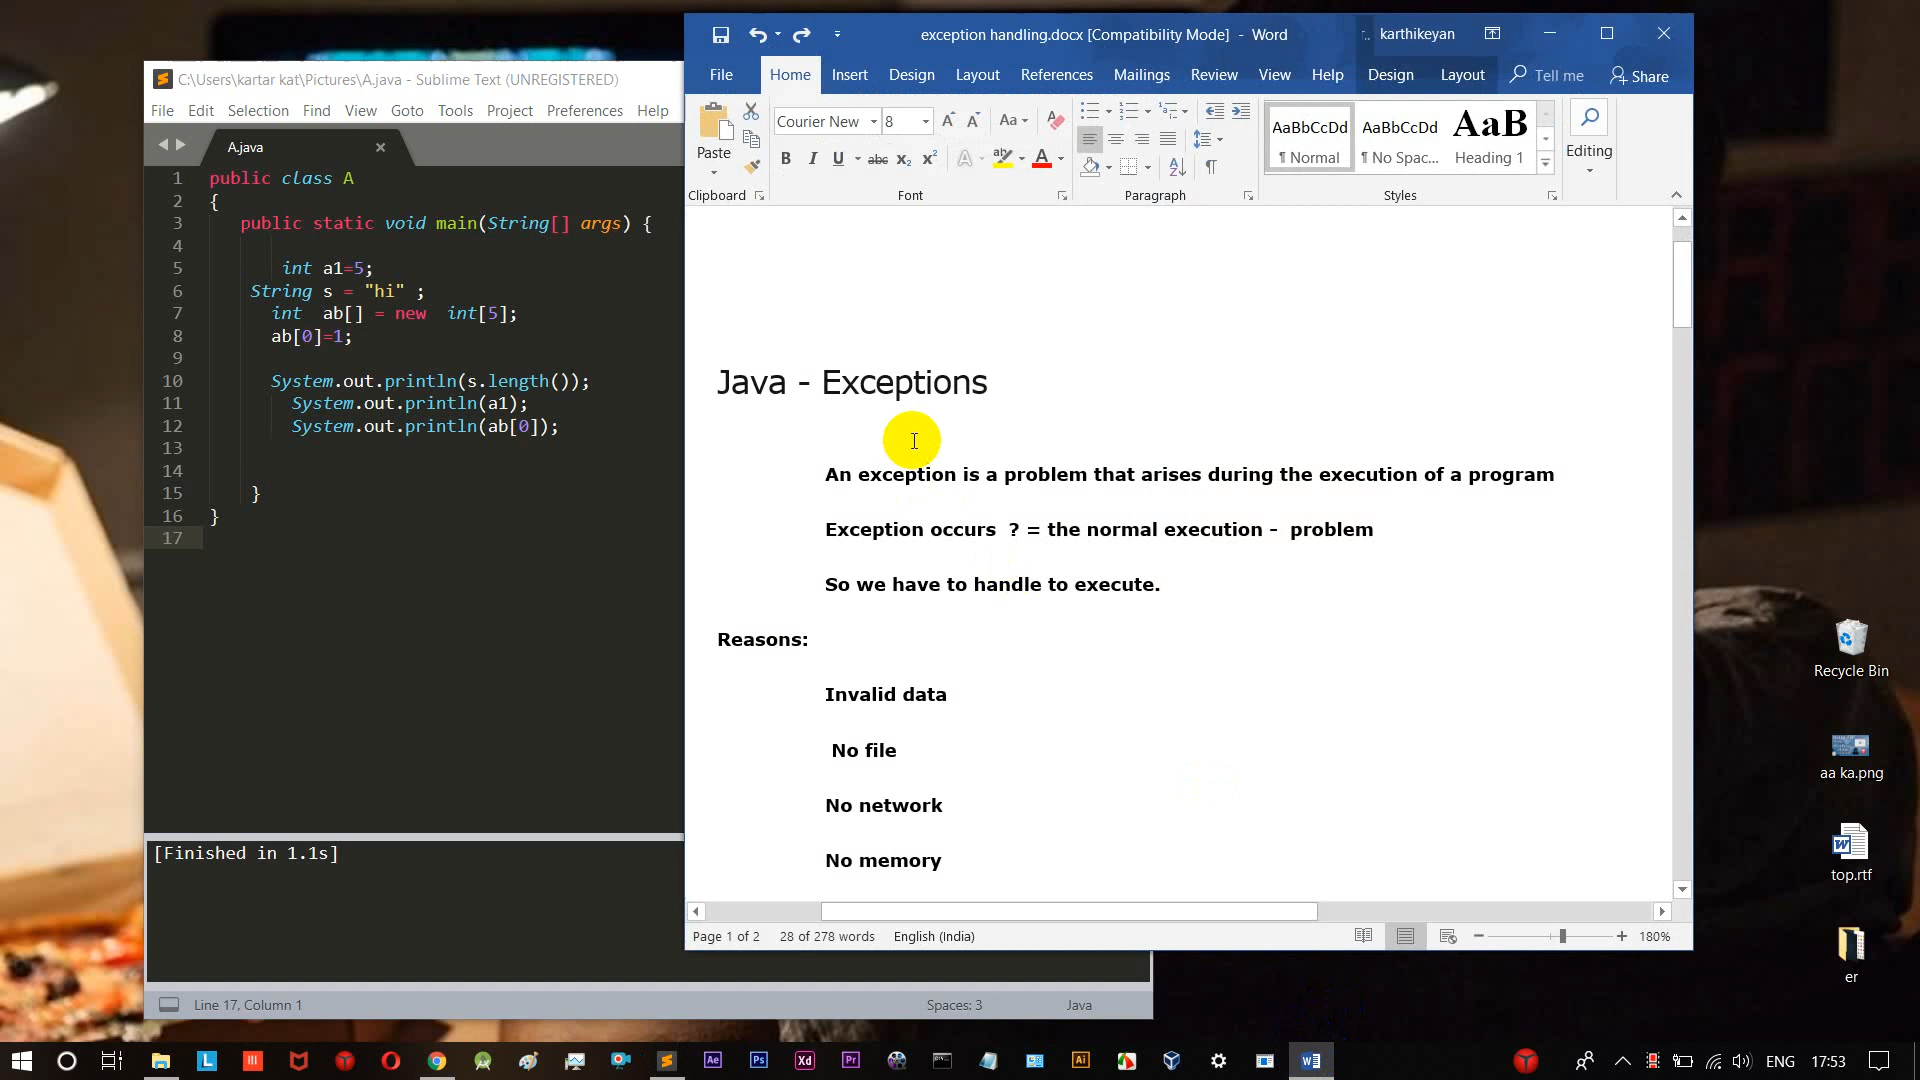 C:\Users\kartar kat\Pictures\A.java - Sublime Text (UNREGISTERED)
File Edit Selection Find View Goto Tools Project Preferences Help
A.java
1 public class A
2 {
3 public static void main(String[] args) {
4
5 int a1=5;
6 String s = "hi" ;
7 int ab[] = new int[5];
8 ab[0]=1;
9
10 System.out.println(s.length());
11 System.out.println(a1);
12 System.out.println(ab[0]);
13
14
15 }
16 }
17
[Finished in 1.1s]
Line 17, Column 1 Spaces: 3 Java
exception handling.docx [Compatibility Mode] - Word
karthikeyan
File Home Insert Design Layout References Mailings Review View Help Design Layout Tell me Share
Paste
Courier New 8
Aa
AaBbCcDd AaBbCcDd AaB
¶ Normal ¶ No Spac... Heading 1
Editing
Clipboard Font Paragraph Styles
Java - Exceptions
An exception is a problem that arises during the execution of a program
Exception occurs ? = the normal execution - problem
So we have to handle to execute.
Reasons:
Invalid data
No file
No network
No memory
Page 1 of 2 28 of 278 words English (India) 180%
Recycle Bin
aa ka.png
top.rtf
er
ENG 17:53